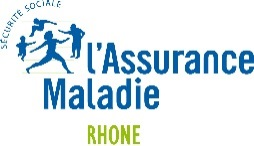 SÉCURITÉ SOCIALE
l'Assurance
Maladie
RHONE